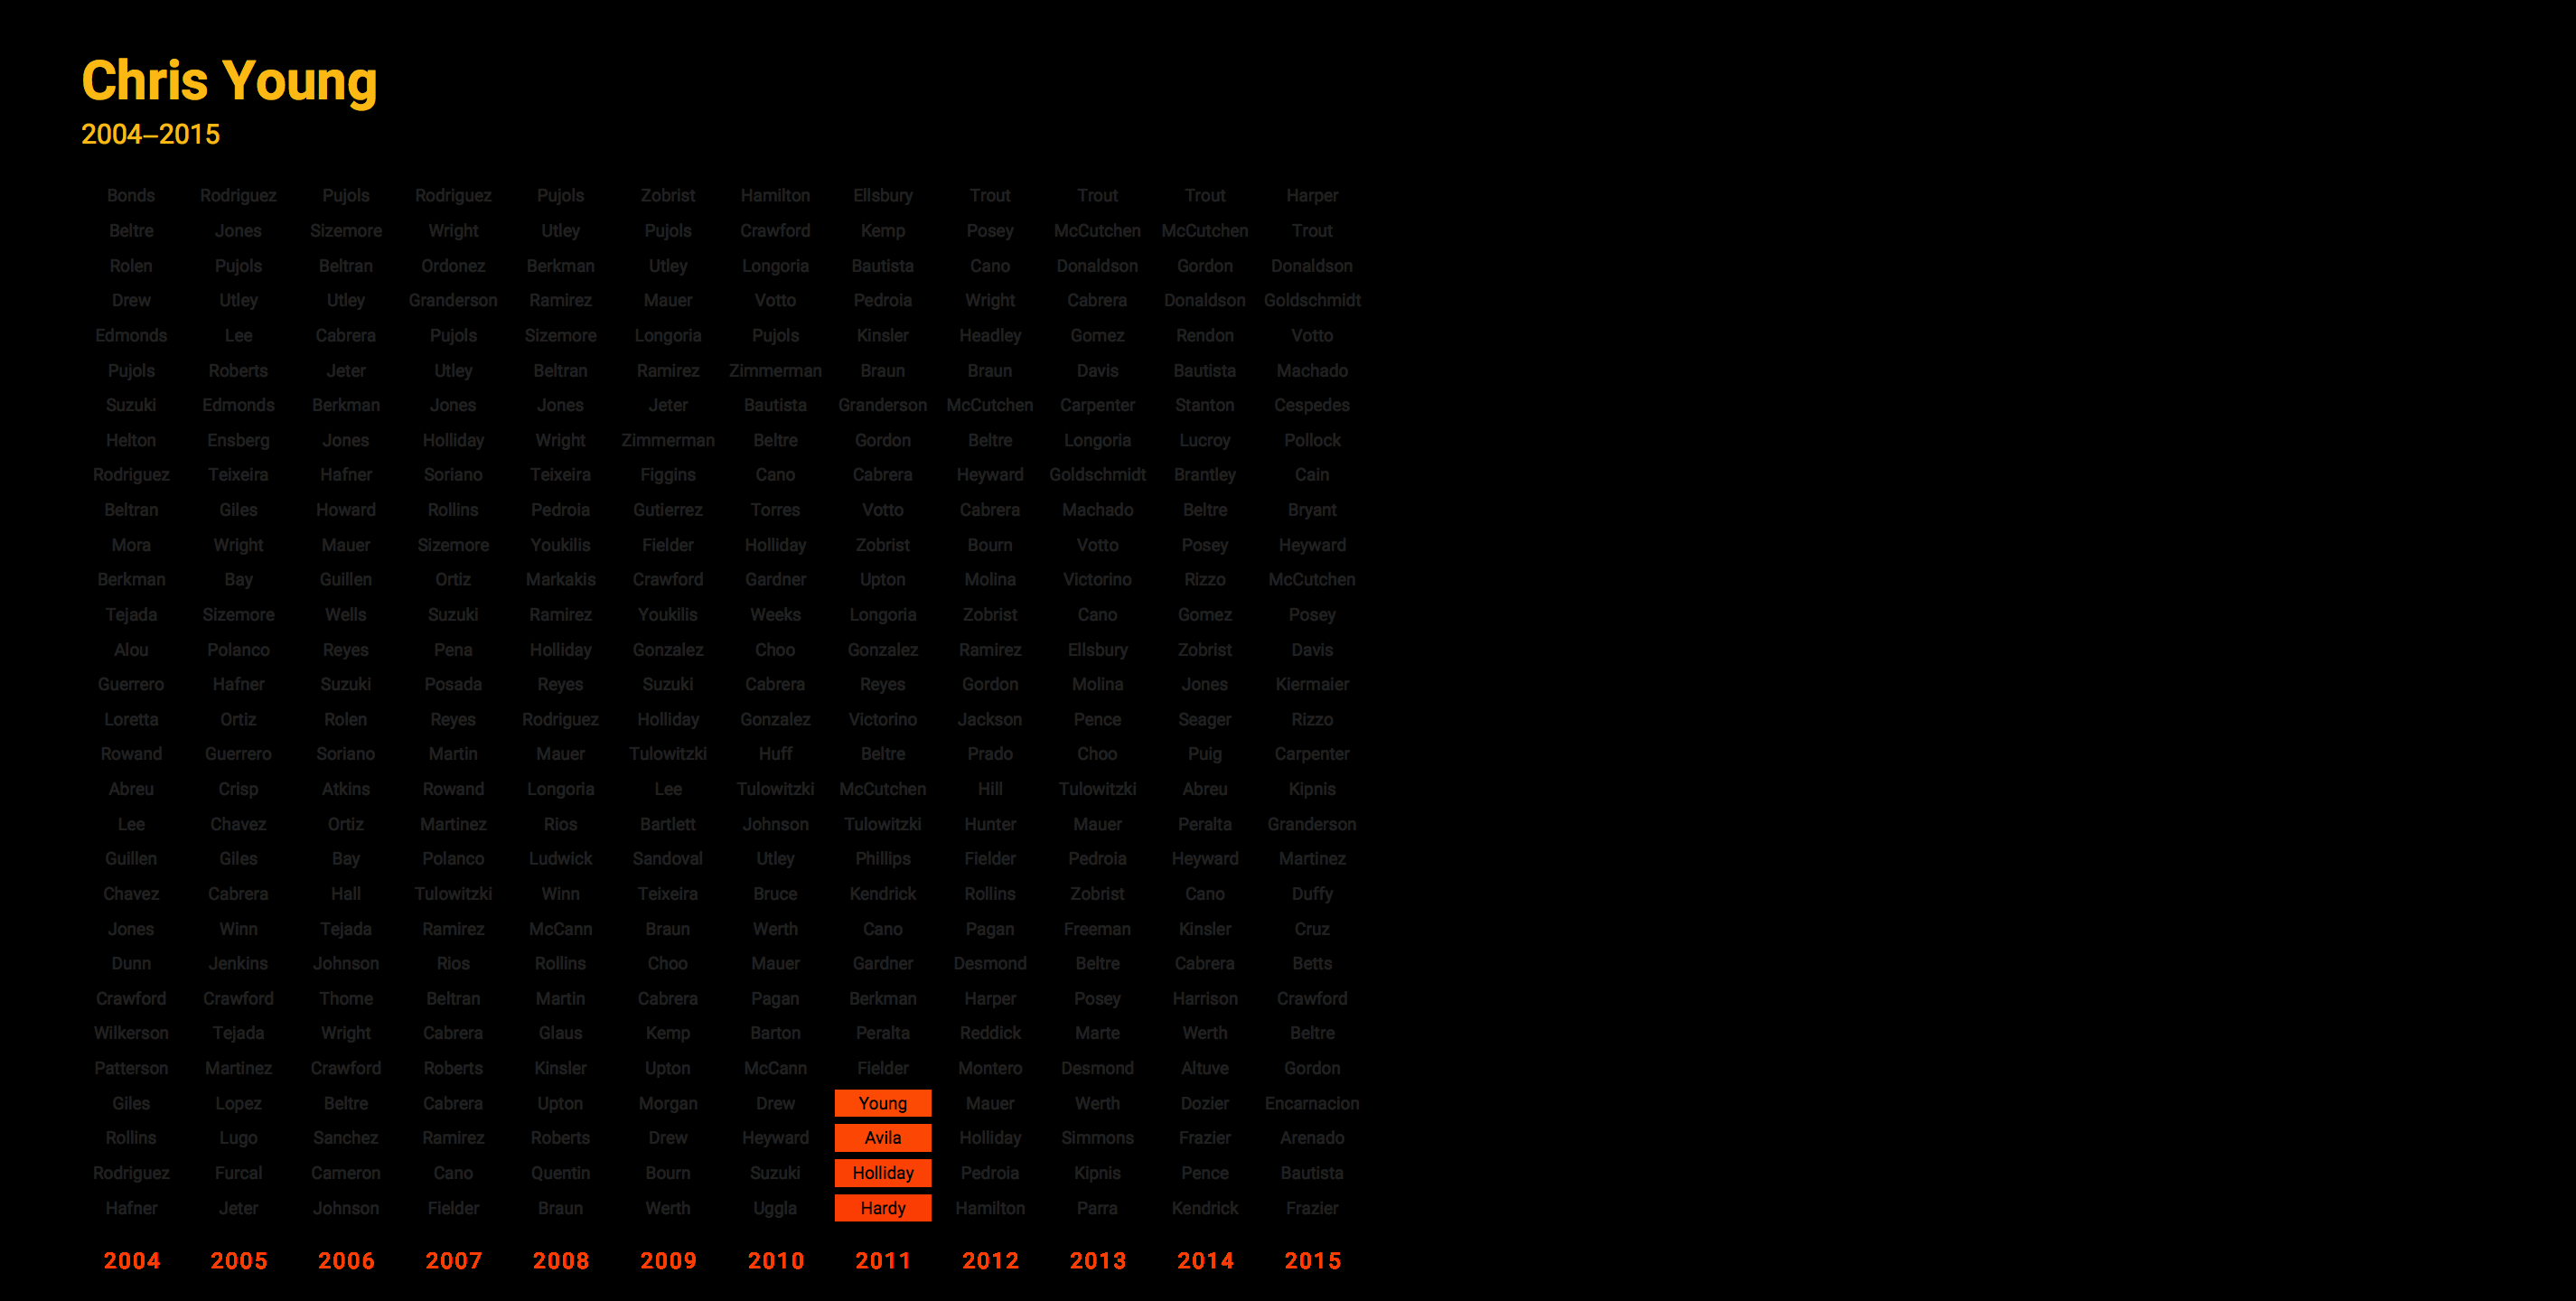 Chris Young
2004–2015
Bonds Rodriguez Pujols Rodriguez Pujols Zobrist Hamilton Ellsbury Trout Trout Trout Harper
Beltre Jones Sizemore Wright Utley Pujols Crawford Kemp Posey McCutchen McCutchen Trout
Rolen Pujols Beltran Ordonez Berkman Utley Longoria Bautista Cano Donaldson Gordon Donaldson
Drew Utley Utley Granderson Ramirez Mauer Votto Pedroia Wright Cabrera Donaldson Goldschmidt
Edmonds Lee Cabrera Pujols Sizemore Longoria Pujols Kinsler Headley Gomez Rendon Votto
Pujols Roberts Jeter Utley Beltran Ramirez Zimmerman Braun Braun Davis Bautista Machado
Suzuki Edmonds Berkman Jones Jones Jeter Bautista Granderson McCutchen Carpenter Stanton Cespedes
Helton Ensberg Jones Holliday Wright Zimmerman Beltre Gordon Beltre Longoria Lucroy Pollock
Rodriguez Teixeira Hafner Soriano Teixeira Figgins Cano Cabrera Heyward Goldschmidt Brantley Cain
Beltran Giles Howard Rollins Pedroia Gutierrez Torres Votto Cabrera Machado Beltre Bryant
Mora Wright Mauer Sizemore Youkilis Fielder Holliday Zobrist Bourn Votto Posey Heyward
Berkman Bay Guillen Ortiz Markakis Crawford Gardner Upton Molina Victorino Rizzo McCutchen
Tejada Sizemore Wells Suzuki Ramirez Youkilis Weeks Longoria Zobrist Cano Gomez Posey
Alou Polanco Reyes Pena Holliday Gonzalez Choo Gonzalez Ramirez Ellsbury Zobrist Davis
Guerrero Hafner Suzuki Posada Reyes Suzuki Cabrera Reyes Gordon Molina Jones Kiermaier
Loretta Ortiz Rolen Reyes Rodriguez Holliday Gonzalez Victorino Jackson Pence Seager Rizzo
Rowand Guerrero Soriano Martin Mauer Tulowitzki Huff Beltre Prado Choo Puig Carpenter
Abreu Crisp Atkins Rowand Longoria Lee Tulowitzki McCutchen Hill Tulowitzki Abreu Kipnis
Lee Chavez Ortiz Martinez Rios Bartlett Johnson Tulowitzki Hunter Mauer Peralta Granderson
Guillen Giles Bay Polanco Ludwick Sandoval Utley Phillips Fielder Pedroia Heyward Martinez
Chavez Cabrera Hall Tulowitzki Winn Teixeira Bruce Kendrick Rollins Zobrist Cano Duffy
Jones Winn Tejada Ramirez McCann Braun Werth Cano Pagan Freeman Kinsler Cruz
Dunn Jenkins Johnson Rios Rollins Choo Mauer Gardner Desmond Beltre Cabrera Betts
Crawford Crawford Thome Beltran Martin Cabrera Pagan Berkman Harper Posey Harrison Crawford
Wilkerson Tejada Wright Cabrera Glaus Kemp Barton Peralta Reddick Marte Werth Beltre
Patterson Martinez Crawford Roberts Kinsler Upton McCann Fielder Montero Desmond Altuve Gordon
Giles Lopez Beltre Cabrera Upton Morgan Drew Young Mauer Werth Dozier Encarnacion
Rollins Lugo Sanchez Ramirez Roberts Drew Heyward Avila Holliday Simmons Frazier Arenado
Rodriguez Furcal Cameron Cano Quentin Bourn Suzuki Holliday Pedroia Kipnis Pence Bautista
Hafner Jeter Johnson Fielder Braun Werth Uggla Hardy Hamilton Parra Kendrick Frazier
2004 2005 2006 2007 2008 2009 2010 2011 2012 2013 2014 2015